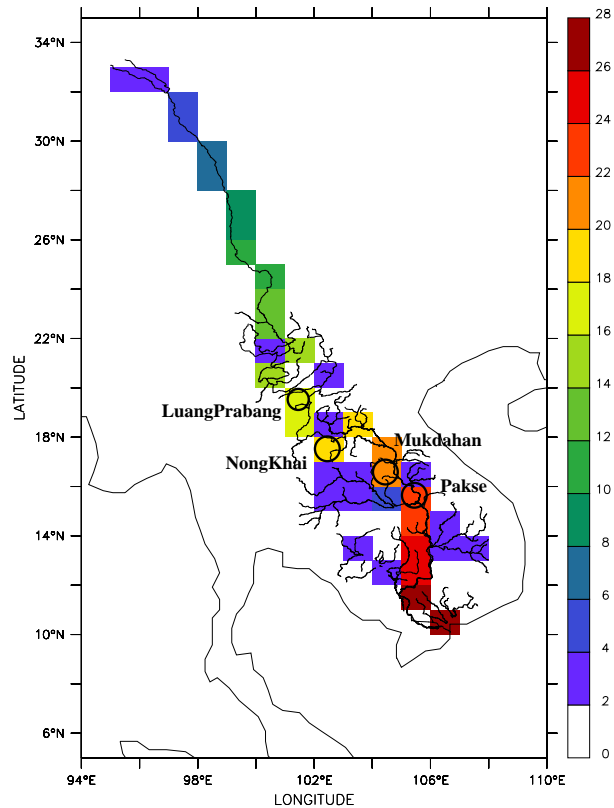 34°N
30°N
26°N
22°N
18°N
14°N
10°N
6°N
LATITUDE
LuangPrabang
Mukdahan
NongKhai
Pakse
94°E
98°E
102°E
106°E
110°E
LONGITUDE
28
26
24
22
20
18
16
14
12
10
8
6
4
2
0